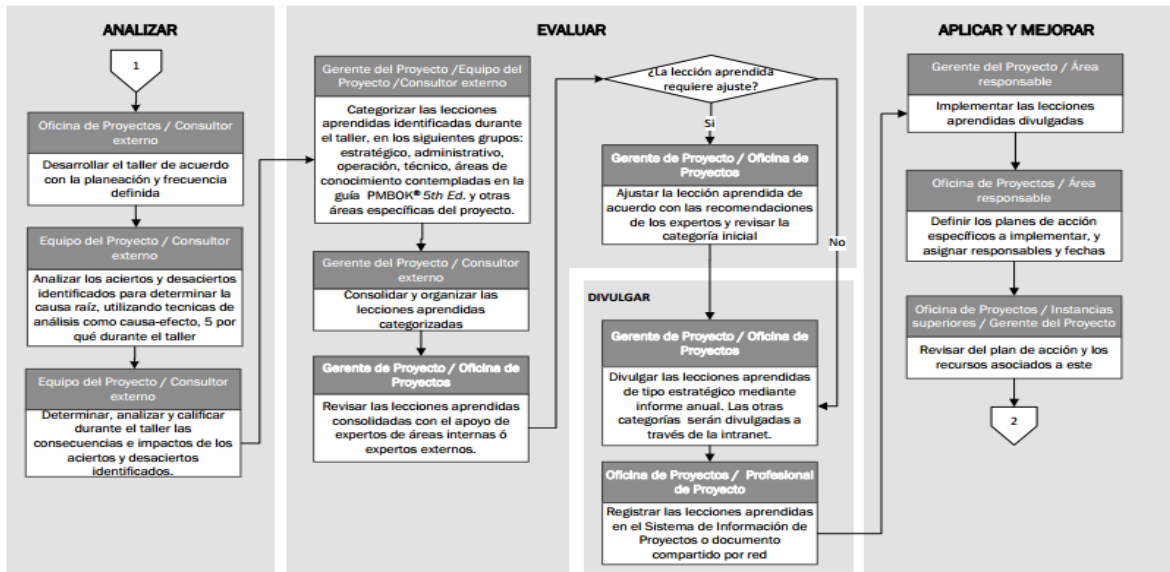 ANALIZAR
1
Oficina de Proyectos / Consultor
externo
Desarrollar el taller de acuerdo
con la planeación y frecuencia
definida
Equipo del Proyecto / Consultor
externo
Analizar los aciertos y desaciertos
identificados para determinar la
causa raíz, utilizando tecnicas de
análisis como causa-efecto, 5 por
qué durante el taller
Equipo del Proyecto / Consultor
externo
Determinar, analizar y calificar
durante el taller las
consecuencias e impactos de los
aciertos y desaciertos
identificados.
EVALUAR
Gerente del Proyecto /Equipo del
Proyecto /Consultor externo
Categorizar las lecciones
aprendidas identificadas durante
el taller, en los siguientes grupos:
estratégico, administrativo,
operación, técnico, áreas de
conocimiento contempladas en la
guía PMBOK® 5th Ed. y otras
áreas específicas del proyecto.
Gerente del Proyecto / Consultor
externo
Consolidar y organizar las
lecciones aprendidas
categorizadas
Gerente de Proyecto / Oficina de
Proyectos
Revisar las lecciones aprendidas
consolidadas con el apoyo de
expertos de áreas internas ó
expertos externos.
¿La lección aprendida
requiere ajuste?
Si
No
Gerente de Proyecto / Oficina de
Proyectos
Ajustar la lección aprendida de
acuerdo con las recomendaciones
de los expertos y revisar la
categoría inicial
DIVULGAR
Gerente del Proyecto / Oficina de
Proyectos
Divulgar las lecciones aprendidas
de tipo estratégico mediante
informe anual. Las otras
categorías serán divulgadas a
través de la intranet.
Oficina de Proyectos / Profesional
de Proyecto
Registrar las lecciones aprendidas
en el Sistema de Información de
Proyectos o documento
compartido por red
APLICAR Y MEJORAR
Gerente del Proyecto / Área
responsable
Implementar las lecciones
aprendidas divulgadas
Oficina de Proyectos / Área
responsable
Definir los planes de acción
específicos a implementar, y
asignar responsables y fechas
Oficina de Proyectos / Instancias
superiores / Gerente del Proyecto
Revisar del plan de acción y los
recursos asociados a este
2